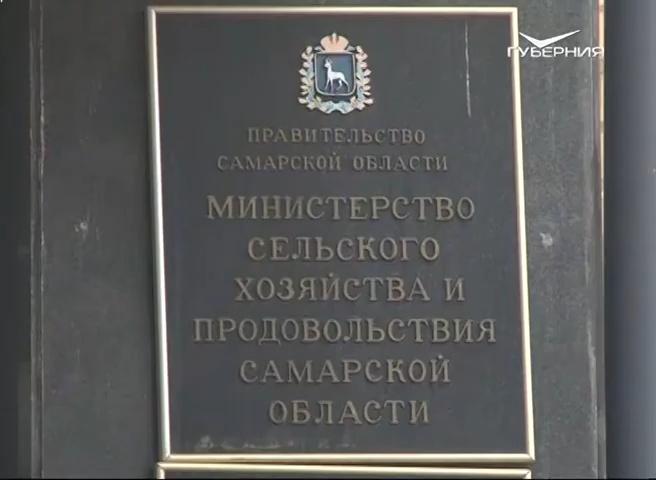 ГУБЕРНИЯ
ПРАВИТЕЛЬСТВО
САМАРСКОЙ ОБЛАСТИ
МИНИСТЕРСТВО
СЕЛЬСКОГО
ХОЗЯЙСТВА И
ПРОДОВОЛЬСТВИЯ
САМАРСКОЙ
ОБЛАСТИ